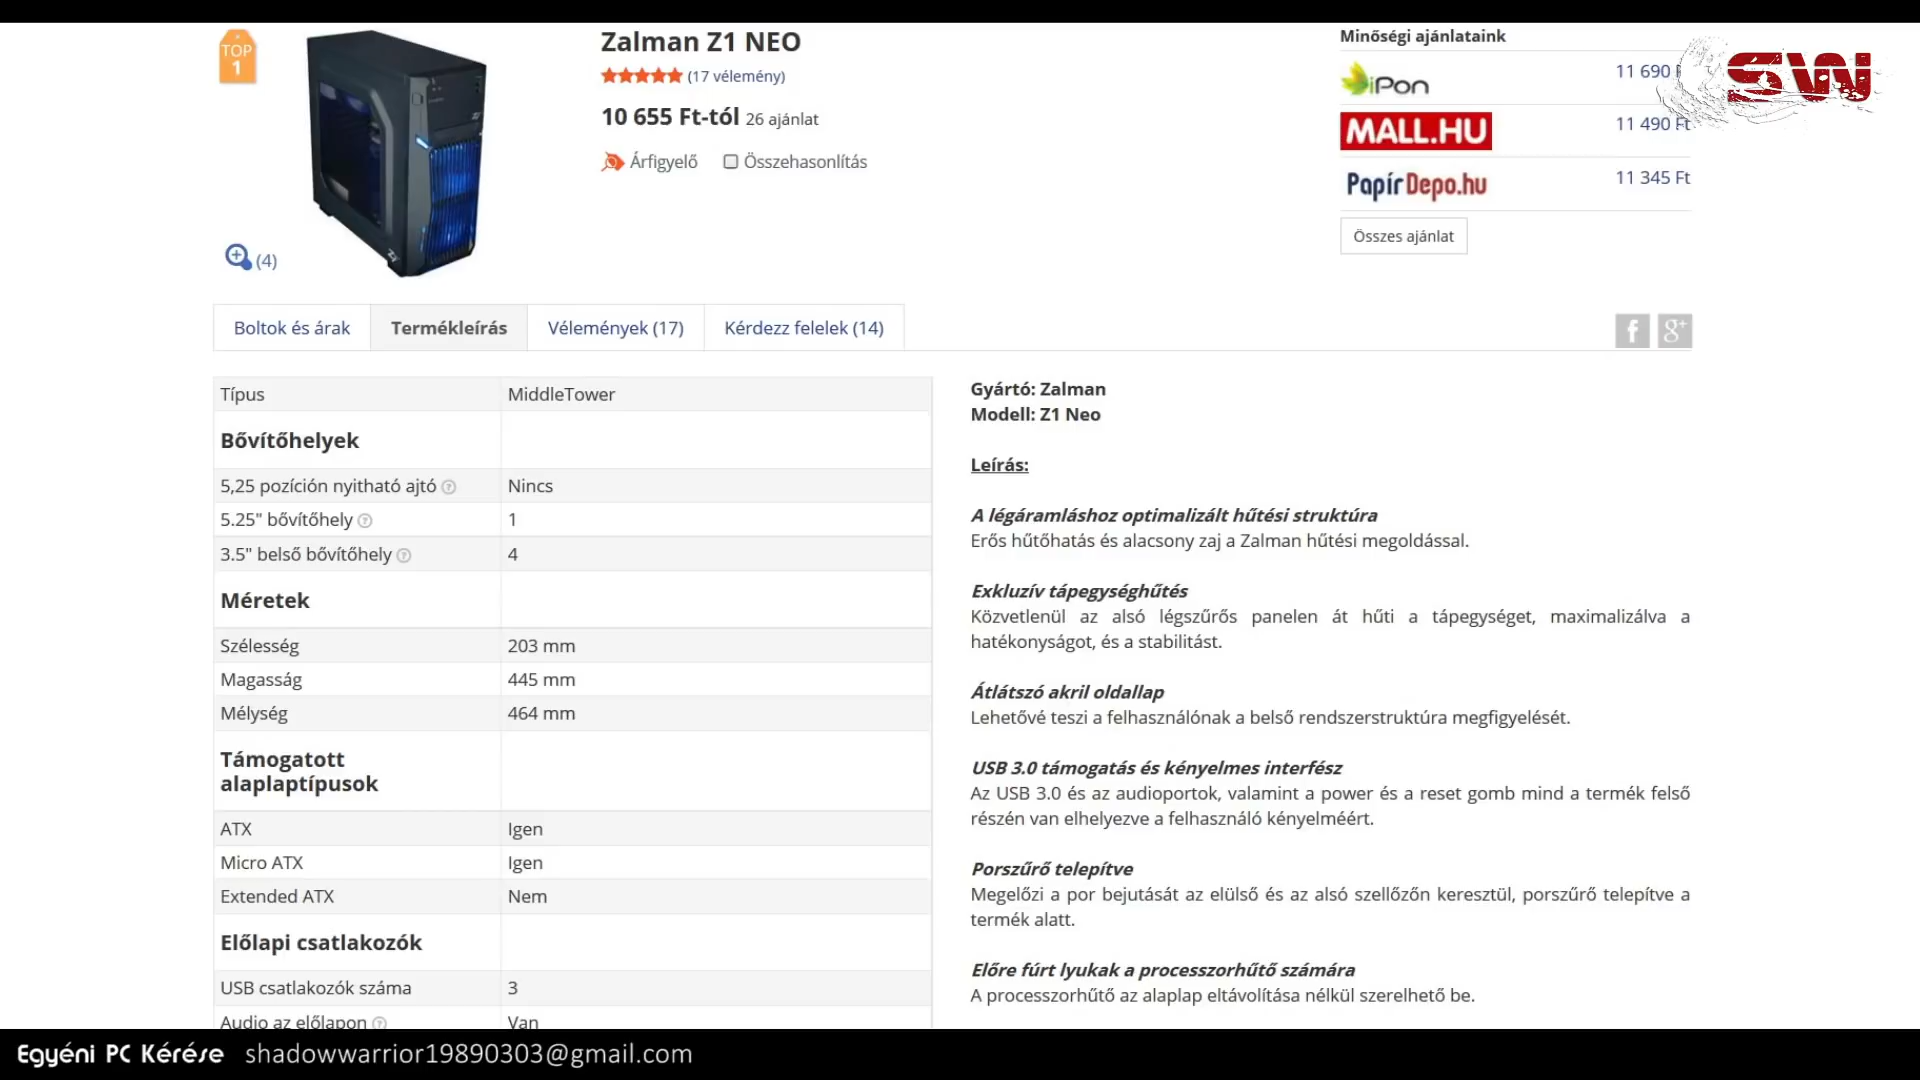 TOP
1
Zalman Z1 NEO
(17 vélemény)
10 655 Ft-tól 26 ajánlat
Árfigyelő Összehasonlítás
(4)
Minőségi ajánlataink
iPon 11 690
MALL.HU 11 490 Ft
PapírDepo.hu 11 345 Ft
Összes ajánlat
SW
Boltok és árak Termékleírás Vélemények (17) Kérdezz felelek (14)
f g+
Típus MiddleTower
Bővítőhelyek
5,25 pozíción nyitható ajtó ? Nincs
5.25" bővítőhely ? 1
3.5" belső bővítőhely ? 4
Méretek
Szélesség 203 mm
Magasság 445 mm
Mélység 464 mm
Támogatott
alaplaptípusok
ATX Igen
Micro ATX Igen
Extended ATX Nem
Előlapi csatlakozók
USB csatlakozók száma 3
Audio az előlapon ? Van
Gyártó: Zalman
Modell: Z1 Neo
Leírás:
A légáramláshoz optimalizált hűtési struktúra
Erős hűtőhatás és alacsony zaj a Zalman hűtési megoldással.
Exkluzív tápegységhűtés
Közvetlenül az alsó légszűrős panelen át hűti a tápegységet, maximalizálva a
hatékonyságot, és a stabilitást.
Átlátszó akril oldallap
Lehetővé teszi a felhasználónak a belső rendszerstruktúra megfigyelését.
USB 3.0 támogatás és kényelmes interfész
Az USB 3.0 és az audioportok, valamint a power és a reset gomb mind a termék felső
részén van elhelyezve a felhasználó kényelméért.
Porszűrő telepítve
Megelőzi a por bejutását az elülső és az alsó szellőzőn keresztül, porszűrő telepítve a
termék alatt.
Előre fúrt lyukak a processzorhűtő számára
A processzorhűtő az alaplap eltávolítása nélkül szerelhető be.
Egyéni PC Kérése shadowwarrior19890303@gmail.com